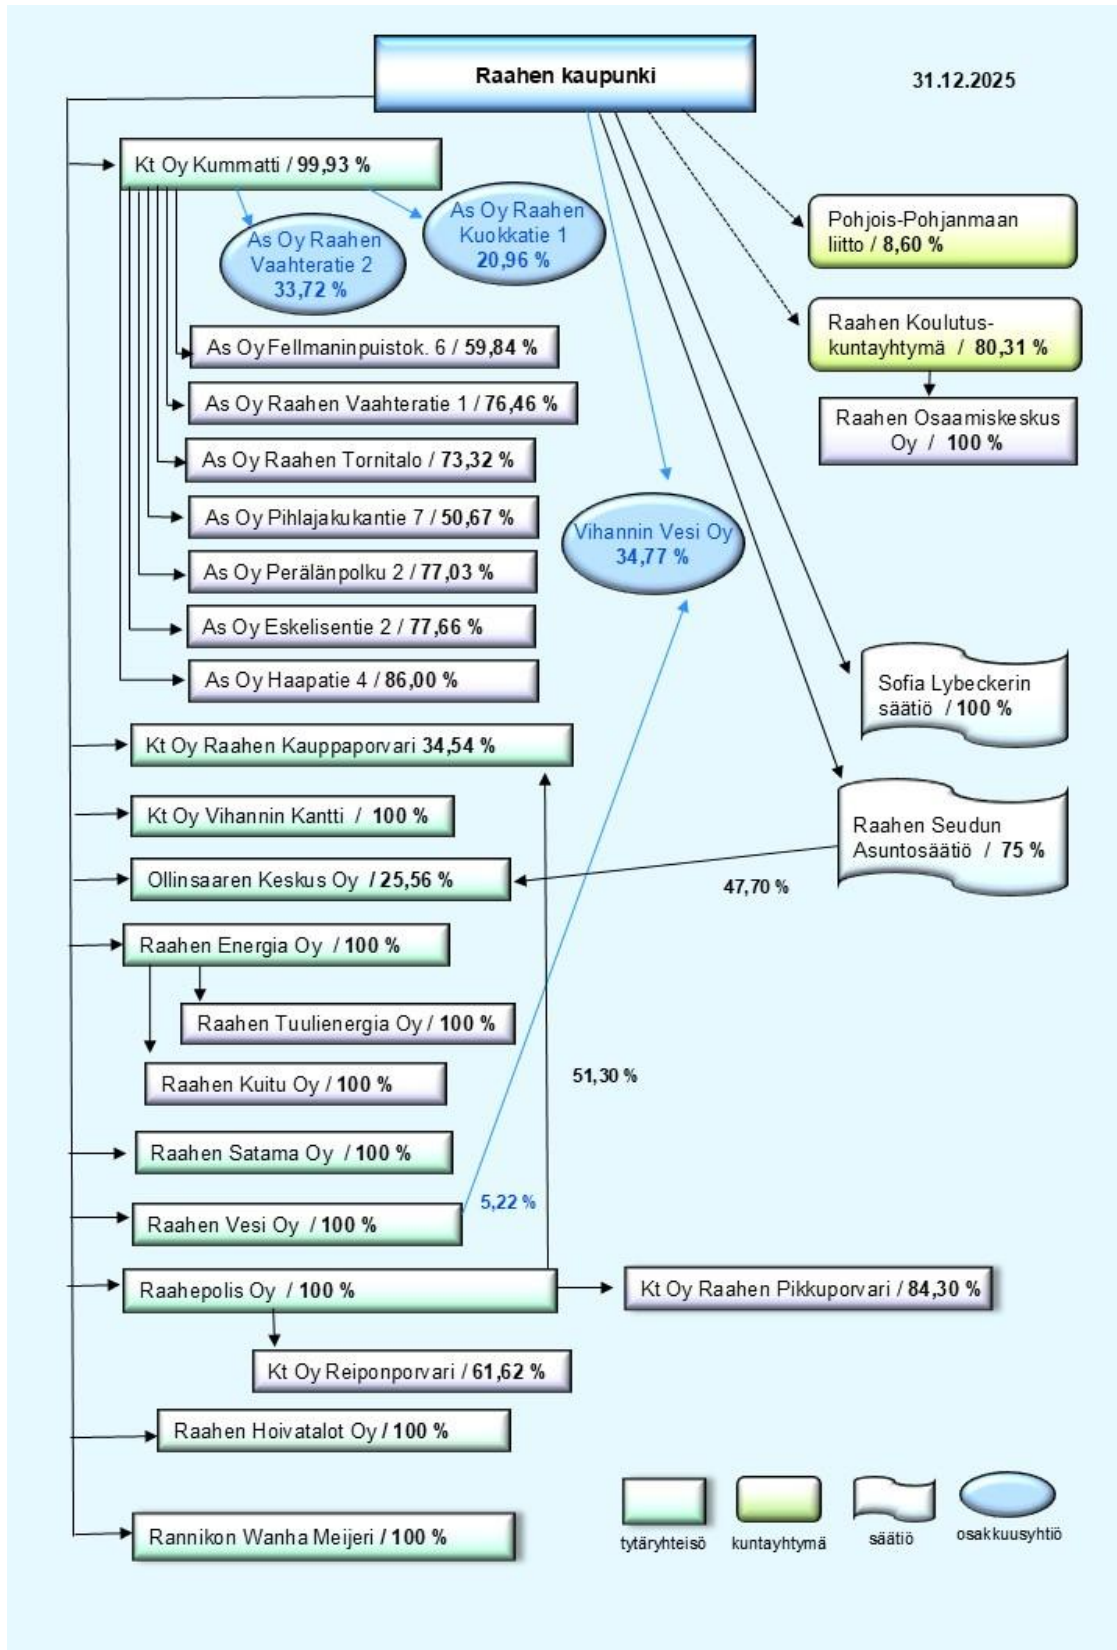 Raahen kaupunki
31.12.2025
Kt Oy Kummatti / 99,93 %
As Oy Raahen
Kuokkatie 1
20,96 %
As Oy Raahen
Vaahteratie 2
33,72 %
Pohjois-Pohjanmaan
liitto / 8,60 %
Raahen Koulutus-
kuntayhtymä / 80,31 %
Raahen Osaamiskeskus
Oy / 100 %
As Oy Fellmaninpuistok. 6 / 59,84 %
As Oy Raahen Vaahteratie 1 / 76,46 %
As Oy Raahen Tornitalo / 73,32 %
As Oy Pihlajakukantie 7 / 50,67 %
As Oy Perälänpolku 2 / 77,03 %
As Oy Eskelisentie 2 / 77,66 %
As Oy Haapatie 4 / 86,00 %
Vihannin Vesi Oy
34,77 %
Sofia Lybeckerin
säätiö / 100 %
Kt Oy Raahen Kauppaporvari 34,54 %
Kt Oy Vihannin Kantti / 100 %
Raahen Seudun
Asuntosäätiö / 75 %
Ollinsaaren Keskus Oy / 25,56 %
47,70 %
Raahen Energia Oy / 100 %
Raahen Tuulienergia Oy / 100 %
Raahen Kuitu Oy / 100 %
51,30 %
Raahen Satama Oy / 100 %
Raahen Vesi Oy / 100 %
5,22 %
Raahepolis Oy / 100 %
Kt Oy Raahen Pikkuporvari / 84,30 %
Kt Oy Reiponporvari / 61,62 %
Raahen Hoivatalot Oy / 100 %
Rannikon Wanha Meijeri / 100 %
tytäryhteisö
kuntayhtymä
säätiö
osakkuusyhtiö